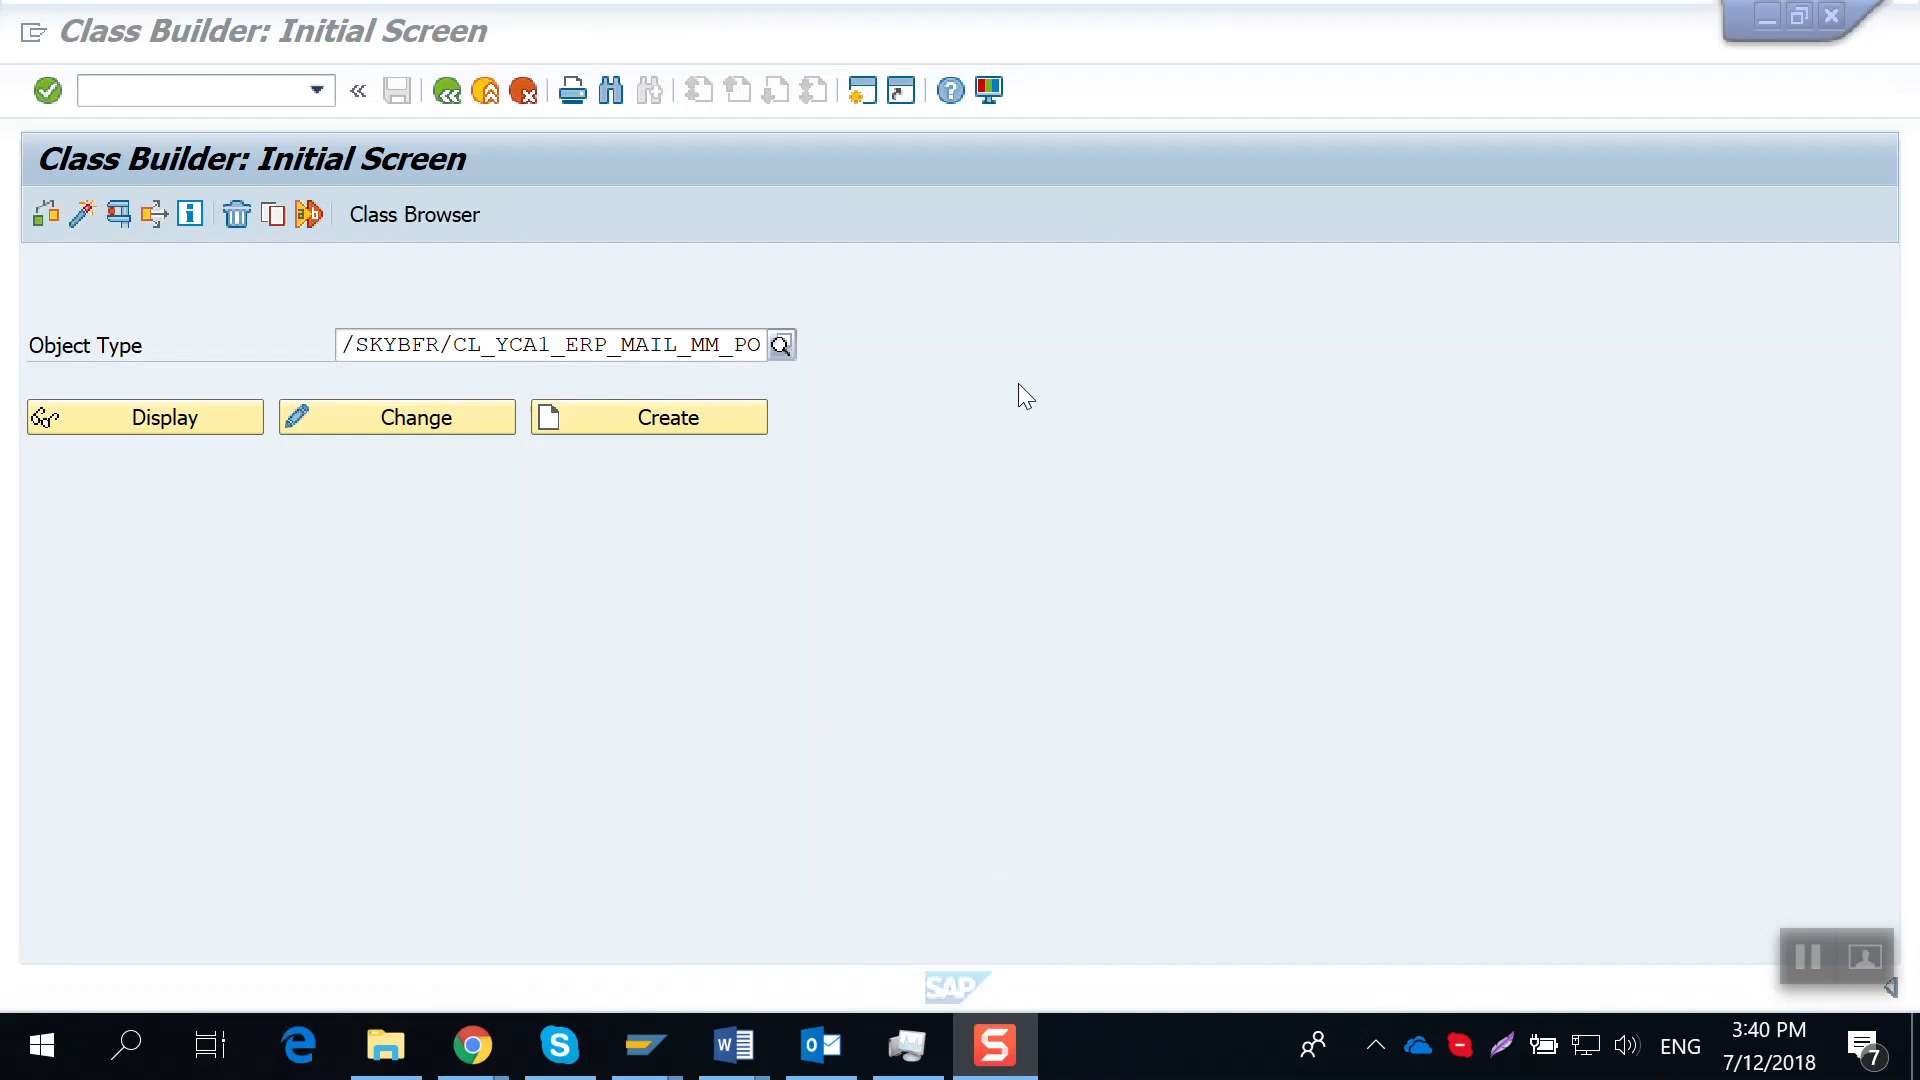 Class Builder: Initial Screen
Class Builder: Initial Screen
Class Browser
Object Type /SKYBFR/CL_YCA1_ERP_MAIL_MM_PO
Display Change Create
SAP
ENG
3:40 PM
7/12/2018
7